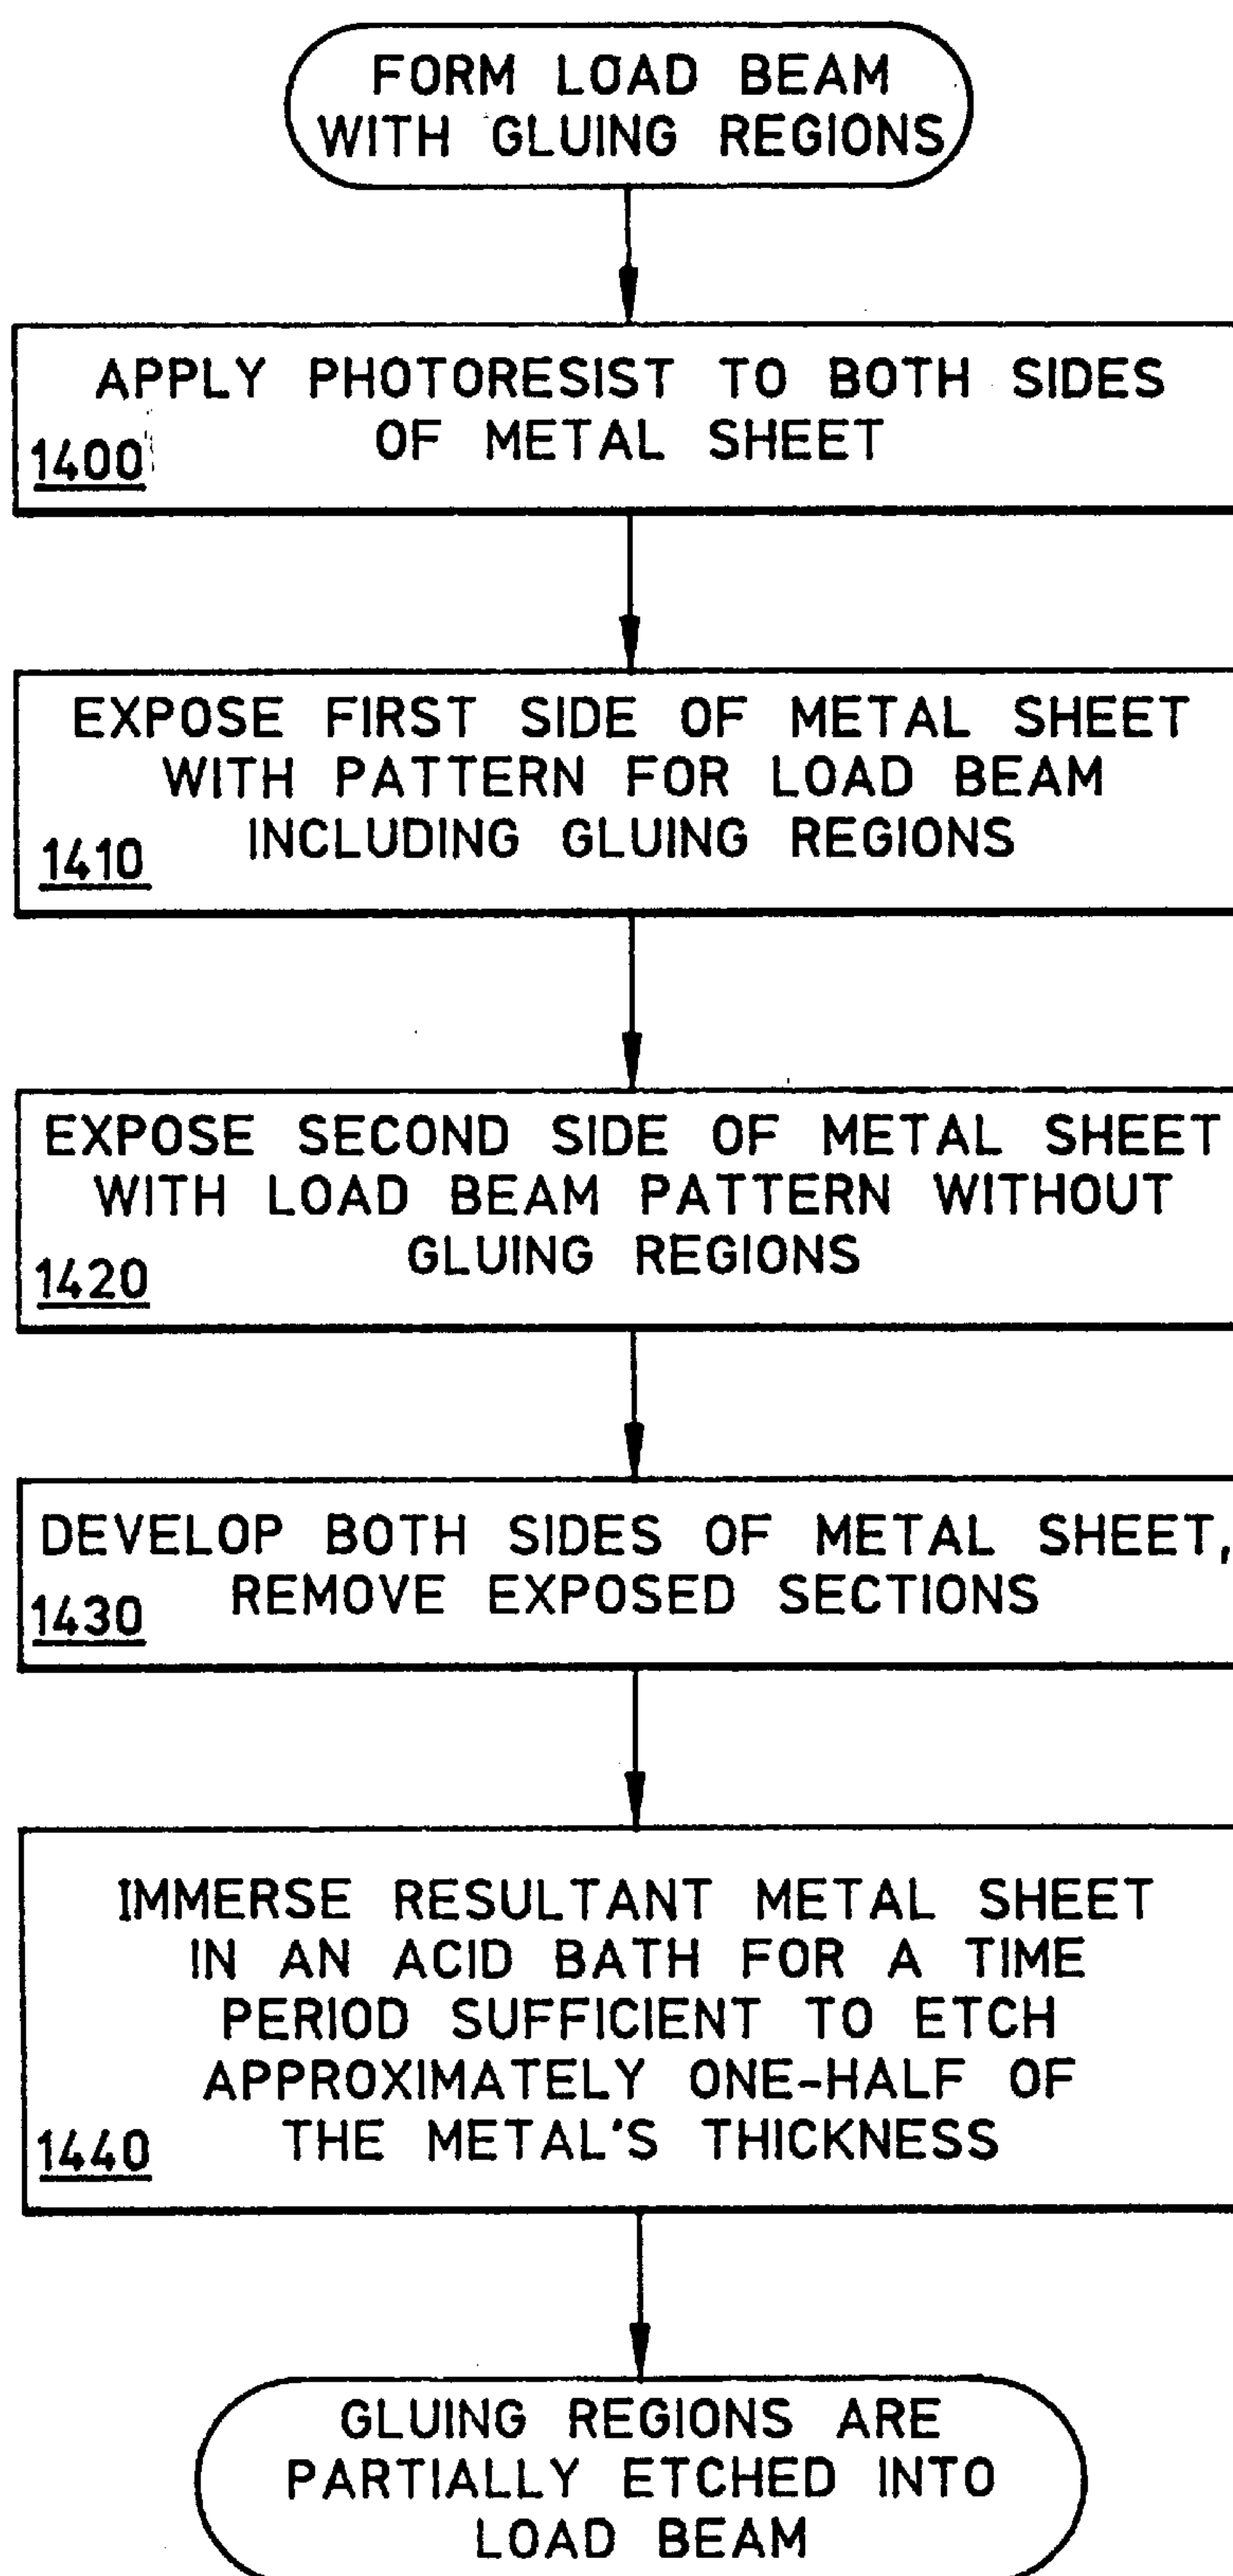 FORM LOAD BEAM
WITH GLUING REGIONS
APPLY PHOTORESIST TO BOTH SIDES
OF METAL SHEET
1400
EXPOSE FIRST SIDE OF METAL SHEET
WITH PATTERN FOR LOAD BEAM
INCLUDING GLUING REGIONS
1410
EXPOSE SECOND SIDE OF METAL SHEET
WITH LOAD BEAM PATTERN WITHOUT
GLUING REGIONS
1420
DEVELOP BOTH SIDES OF METAL SHEET,
REMOVE EXPOSED SECTIONS
1430
IMMERSE RESULTANT METAL SHEET
IN AN ACID BATH FOR A TIME
PERIOD SUFFICIENT TO ETCH
APPROXIMATELY ONE-HALF OF
THE METAL'S THICKNESS
1440
GLUING REGIONS ARE
PARTIALLY ETCHED INTO
LOAD BEAM